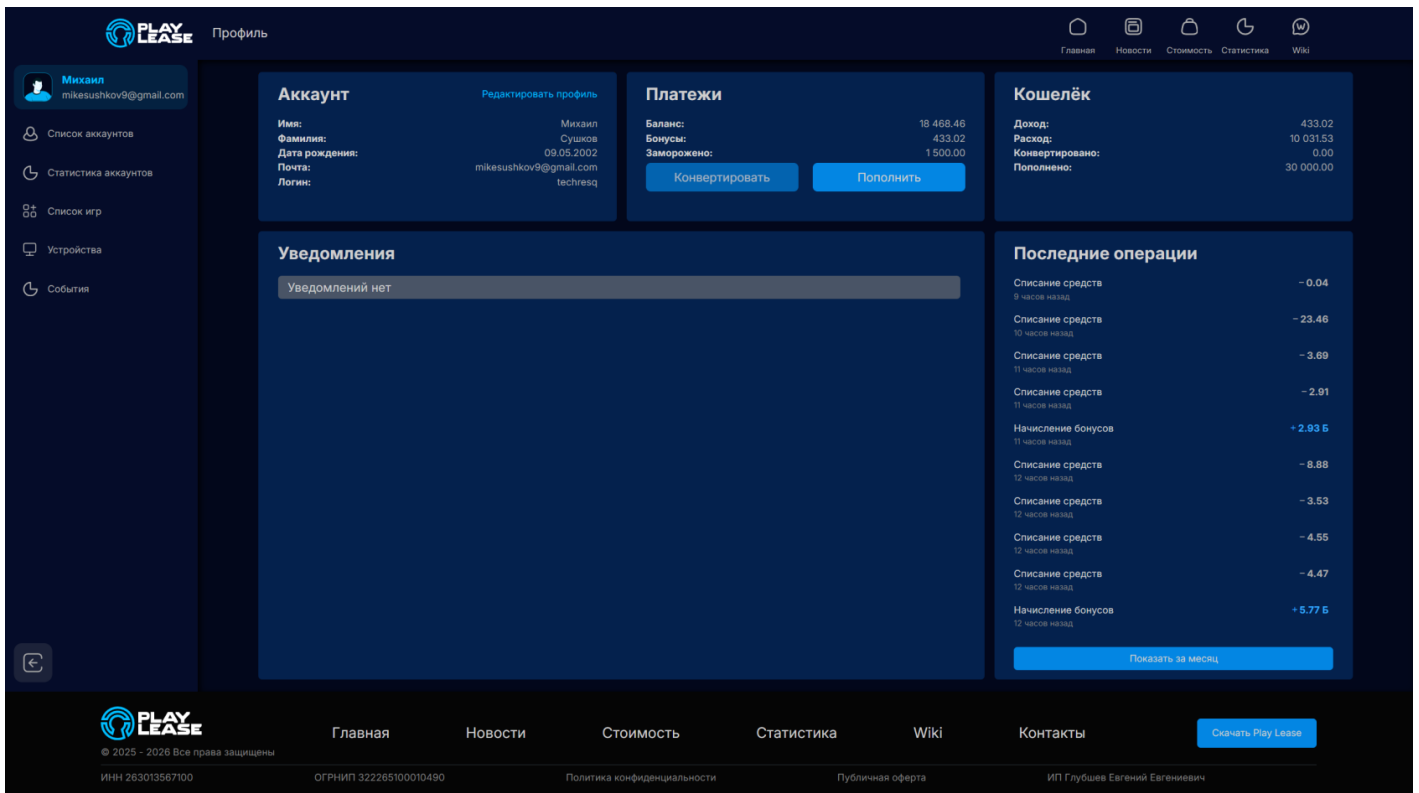 PLAY LEASE
Профиль
Главная
Новости
Стоимость
Статистика
Wiki
Михаил
mikesushkov9@gmail.com
Список аккаунтов
Статистика аккаунтов
Список игр
Устройства
События
Аккаунт
Редактировать профиль
Имя: Михаил
Фамилия: Сушков
Дата рождения: 09.05.2002
Почта: mikesushkov9@gmail.com
Логин: techresq
Платежи
Баланс: 18 468.46
Бонусы: 433.02
Заморожено: 1 500.00
Конвертировать
Пополнить
Кошелёк
Доход: 433.02
Расход: 10 031.53
Конвертировано: 0.00
Пополнено: 30 000.00
Уведомления
Уведомлений нет
Последние операции
Списание средств − 0.04
9 часов назад
Списание средств − 23.46
10 часов назад
Списание средств − 3.69
11 часов назад
Списание средств − 2.91
11 часов назад
Начисление бонусов + 2.93 Б
11 часов назад
Списание средств − 8.88
12 часов назад
Списание средств − 3.53
12 часов назад
Списание средств − 4.55
12 часов назад
Списание средств − 4.47
12 часов назад
Начисление бонусов + 5.77 Б
12 часов назад
Показать за месяц
PLAY LEASE
© 2025 - 2026 Все права защищены
Главная
Новости
Стоимость
Статистика
Wiki
Контакты
Скачать Play Lease
ИНН 263013567100
ОГРНИП 322265100010490
Политика конфиденциальности
Публичная оферта
ИП Глубшев Евгений Евгениевич